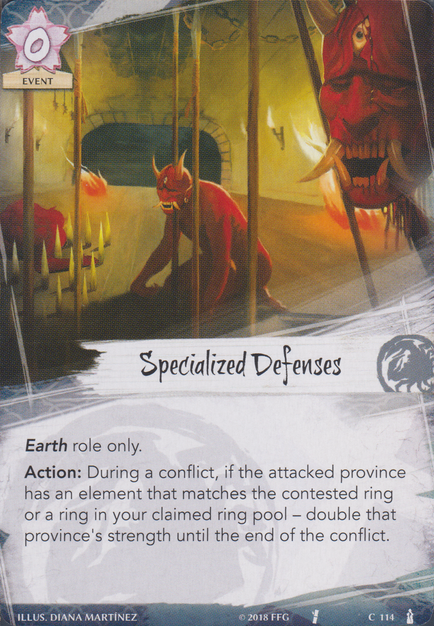 0
EVENT
Specialized Defenses
Earth role only.
Action: During a conflict, if the attacked province
has an element that matches the contested ring
or a ring in your claimed ring pool – double that
province's strength until the end of the conflict.
ILLUS. DIANA MARTÍNEZ © 2018 FFG C 114